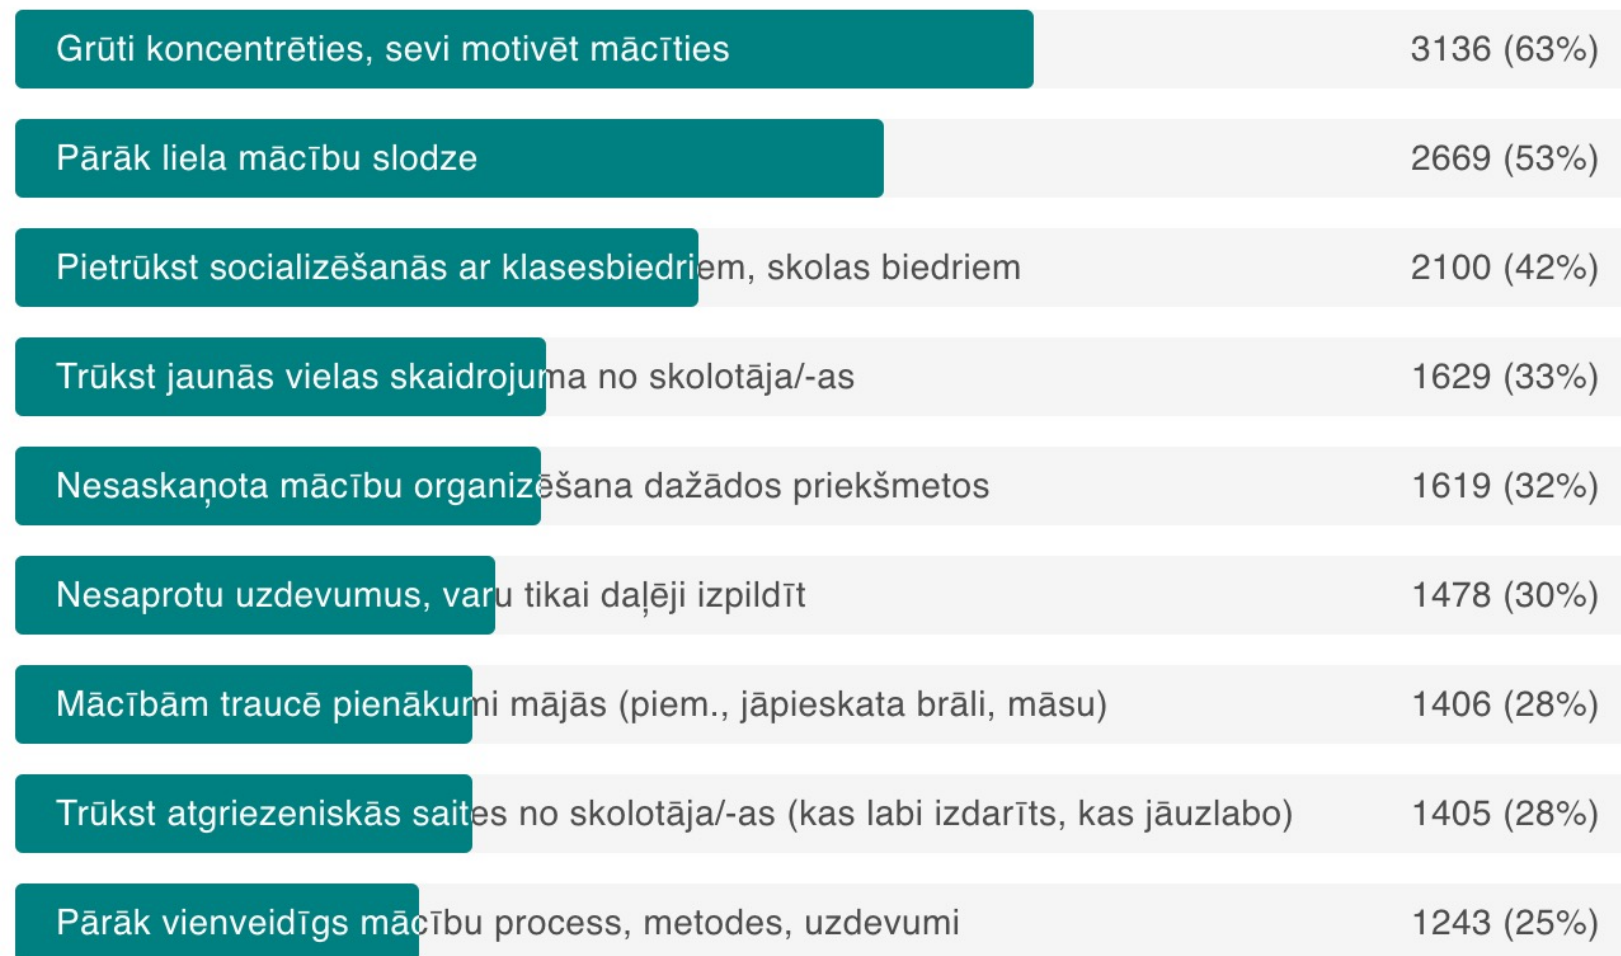 Grūti koncentrēties, sevi motivēt mācīties 3136 (63%)
Pārāk liela mācību slodze 2669 (53%)
Pietrūkst socializēšanās ar klasesbiedriem, skolas biedriem 2100 (42%)
Trūkst jaunās vielas skaidrojuma no skolotāja/-as 1629 (33%)
Nesaskaņota mācību organizēšana dažādos priekšmetos 1619 (32%)
Nesaprotu uzdevumus, varu tikai daļēji izpildīt 1478 (30%)
Mācībām traucē pienākumi mājās (piem., jāpieskata brāli, māsu) 1406 (28%)
Trūkst atgriezeniskās saites no skolotāja/-as (kas labi izdarīts, kas jāuzlabo) 1405 (28%)
Pārāk vienveidīgs mācību process, metodes, uzdevumi 1243 (25%)